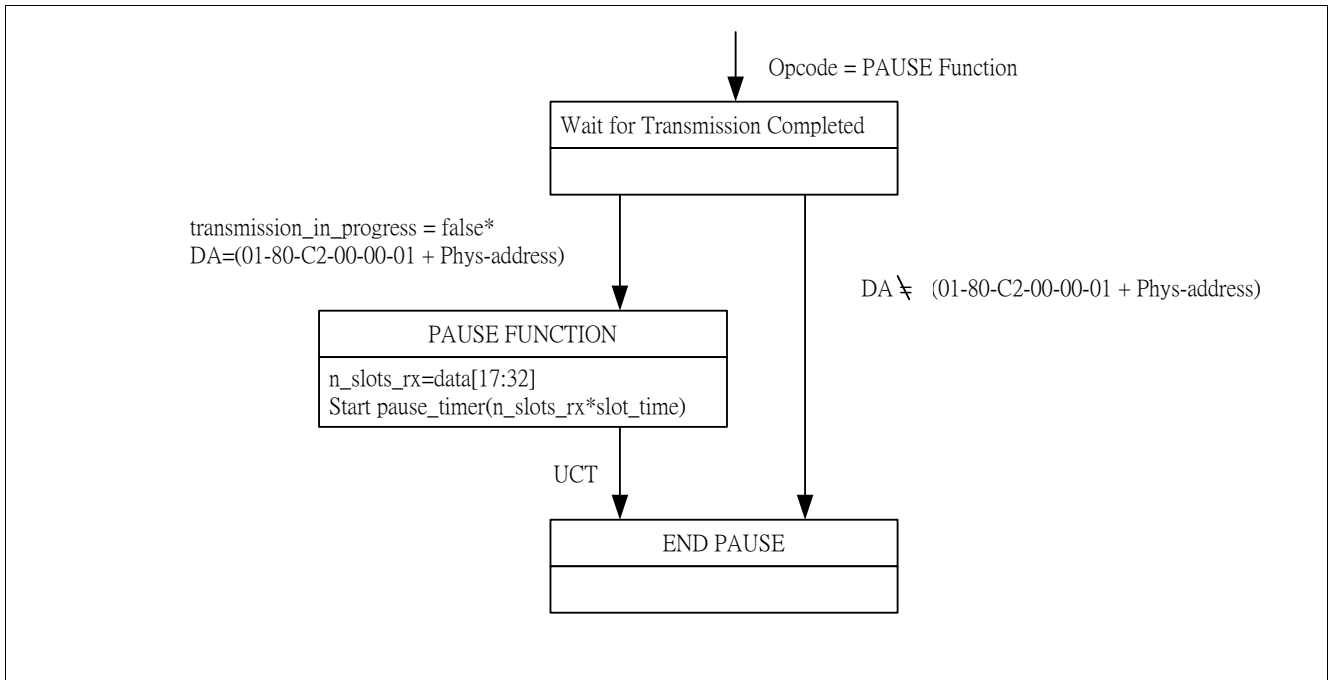 Opcode = PAUSE Function
Wait for Transmission Completed
transmission_in_progress = false*
DA=(01-80-C2-00-00-01 + Phys-address)
DA ≠ (01-80-C2-00-00-01 + Phys-address)
PAUSE FUNCTION
n_slots_rx=data[17:32]
Start pause_timer(n_slots_rx*slot_time)
UCT
END PAUSE